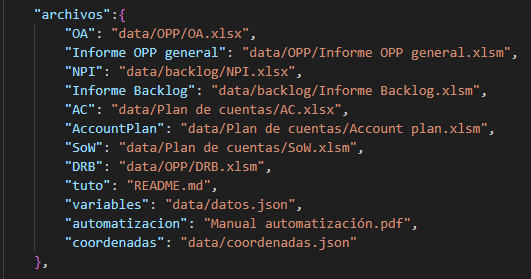 "archivos":{
"OA": "data/OPP/OA.xlsx",
"Informe OPP general": "data/OPP/Informe OPP general.xlsm",
"NPI": "data/backlog/NPI.xlsx",
"Informe Backlog": "data/backlog/Informe Backlog.xlsm",
"AC": "data/Plan de cuentas/AC.xlsx",
"AccountPlan": "data/Plan de cuentas/Account plan.xlsm",
"SoW": "data/Plan de cuentas/SoW.xlsm",
"DRB": "data/OPP/DRB.xlsm",
"tuto": "README.md",
"variables": "data/datos.json",
"automatizacion": "Manual automatización.pdf",
"coordenadas": "data/coordenadas.json"
},